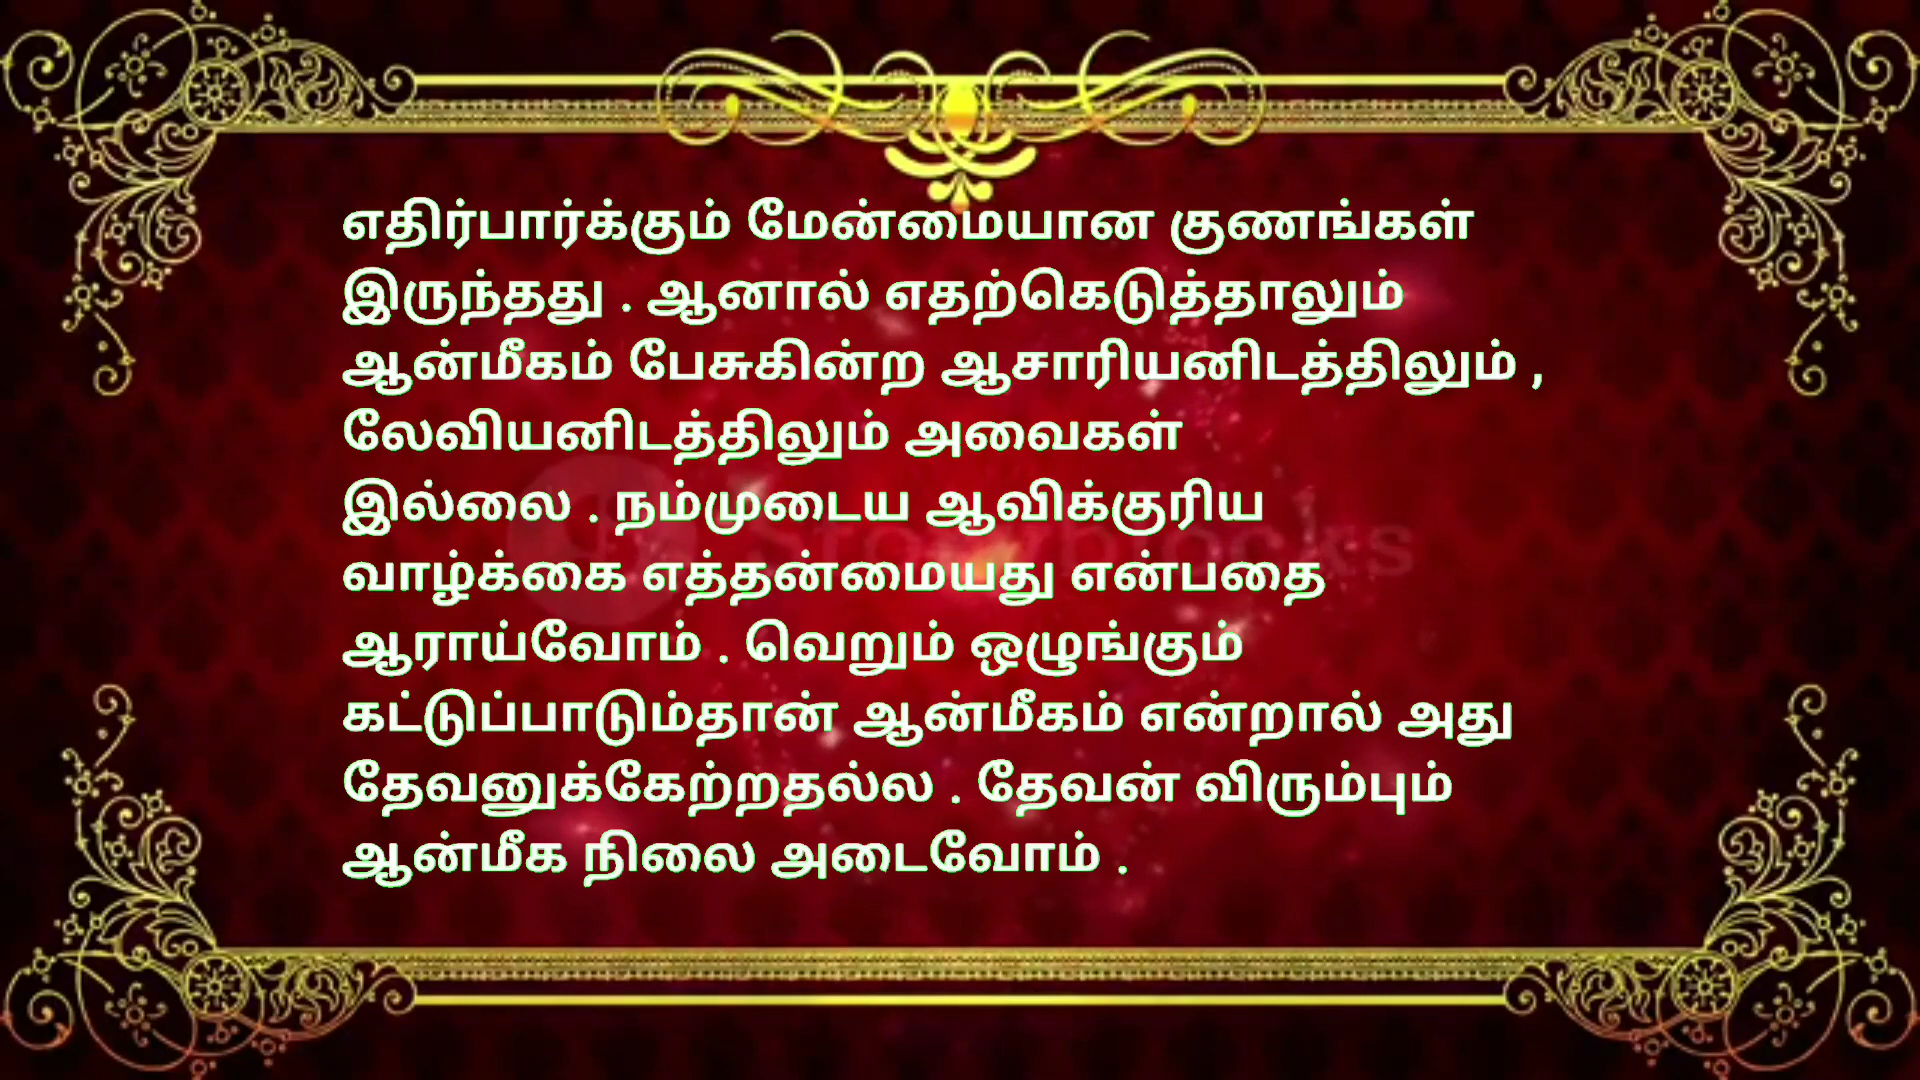 எதிர்பார்க்கும் மேன்மையான குணங்கள்
இருந்தது . ஆனால் எதற்கெடுத்தாலும்
ஆன்மீகம் பேசுகின்ற ஆசாரியனிடத்திலும் ,
லேவியனிடத்திலும் அவைகள்
இல்லை . நம்முடைய ஆவிக்குரிய
Storyblocks
வாழ்க்கை எத்தன்மையது என்பதை
ஆராய்வோம் . வெறும் ஒழுங்கும்
கட்டுப்பாடும்தான் ஆன்மீகம் என்றால் அது
தேவனுக்கேற்றதல்ல . தேவன் விரும்பும்
ஆன்மீக நிலை அடைவோம் .